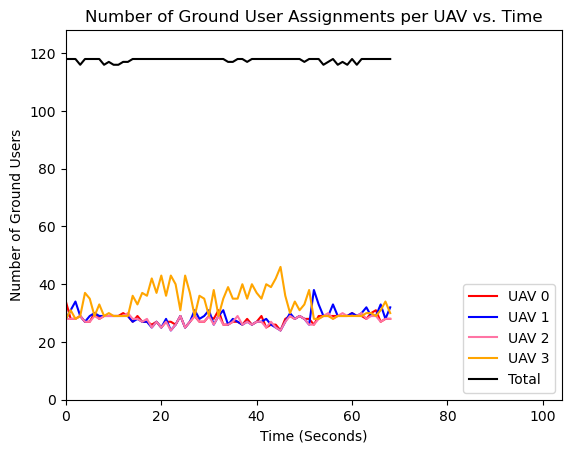 Number of Ground User Assignments per UAV vs. Time
Number of Ground Users
120
100
80
60
40
20
0
0 20 40 60 80 100
Time (Seconds)
UAV 0
UAV 1
UAV 2
UAV 3
Total